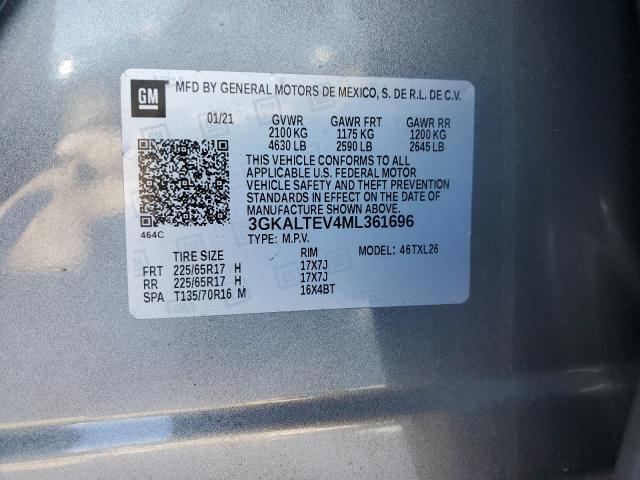 GM
MFD BY GENERAL MOTORS DE MEXICO, S. DE R.L. DE C.V.
01/21 GVWR GAWR FRT GAWR RR
2100 KG 1175 KG 1200 KG
4630 LB 2590 LB 2645 LB
THIS VEHICLE CONFORMS TO ALL
APPLICABLE U.S. FEDERAL MOTOR
VEHICLE SAFETY AND THEFT PREVENTION
STANDARDS IN EFFECT ON THE DATE OF
MANUFACTURE SHOWN ABOVE.
3GKALTEV4ML361696
464C
TYPE: M.P.V. MODEL: 46TXL26
TIRE SIZE RIM
FRT 225/65R17 H 17X7J
RR 225/65R17 H 17X7J
SPA T135/70R16 M 16X4BT